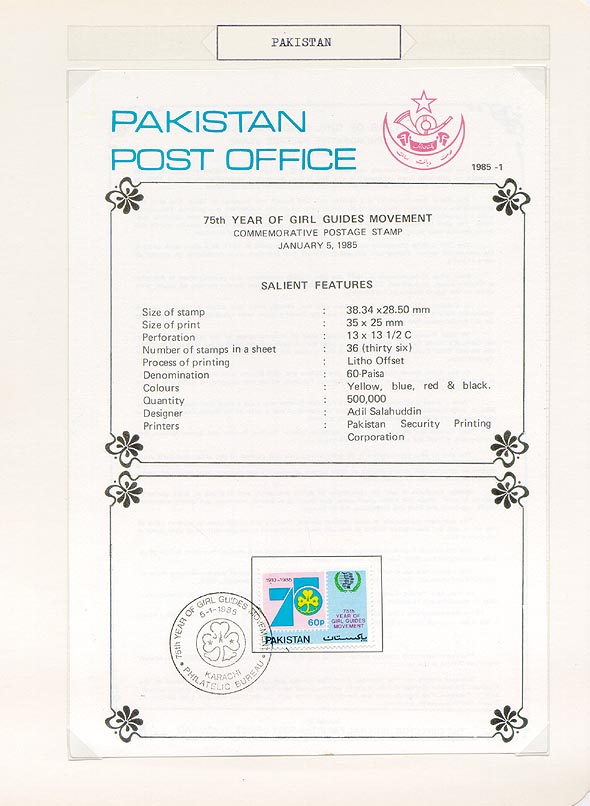 PAKISTAN
PAKISTAN
POST OFFICE
1985 -1
75th YEAR OF GIRL GUIDES MOVEMENT
COMMEMORATIVE POSTAGE STAMP
JANUARY 5, 1985
SALIENT FEATURES
Size of stamp : 38.34 x28.50 mm
Size of print : 35 x 25 mm
Perforation : 13 x 13 1/2 C
Number of stamps in a sheet : 36 (thirty six)
Process of printing : Litho Offset
Denomination : 60-Paisa
Colours : Yellow, blue, red & black.
Quantity : 500,000
Designer : Adil Salahuddin
Printers : Pakistan Security Printing
Corporation
1910-1985
75
60p
75th
YEAR OF
GIRL GUIDES
MOVEMENT
PAKISTAN پاکستان
75th YEAR OF GIRL GUIDES MOVEMENT
5-1-1985
KARACHI
PHILATELIC BUREAU